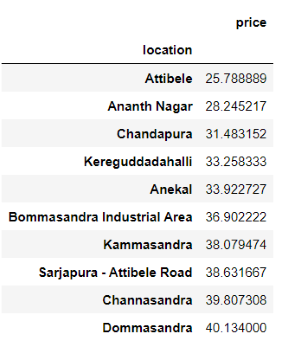 price
location
Attibele 25.788889
Ananth Nagar 28.245217
Chandapura 31.483152
Kereguddadahalli 33.258333
Anekal 33.922727
Bommasandra Industrial Area 36.902222
Kammasandra 38.079474
Sarjapura - Attibele Road 38.631667
Channasandra 39.807308
Dommasandra 40.134000